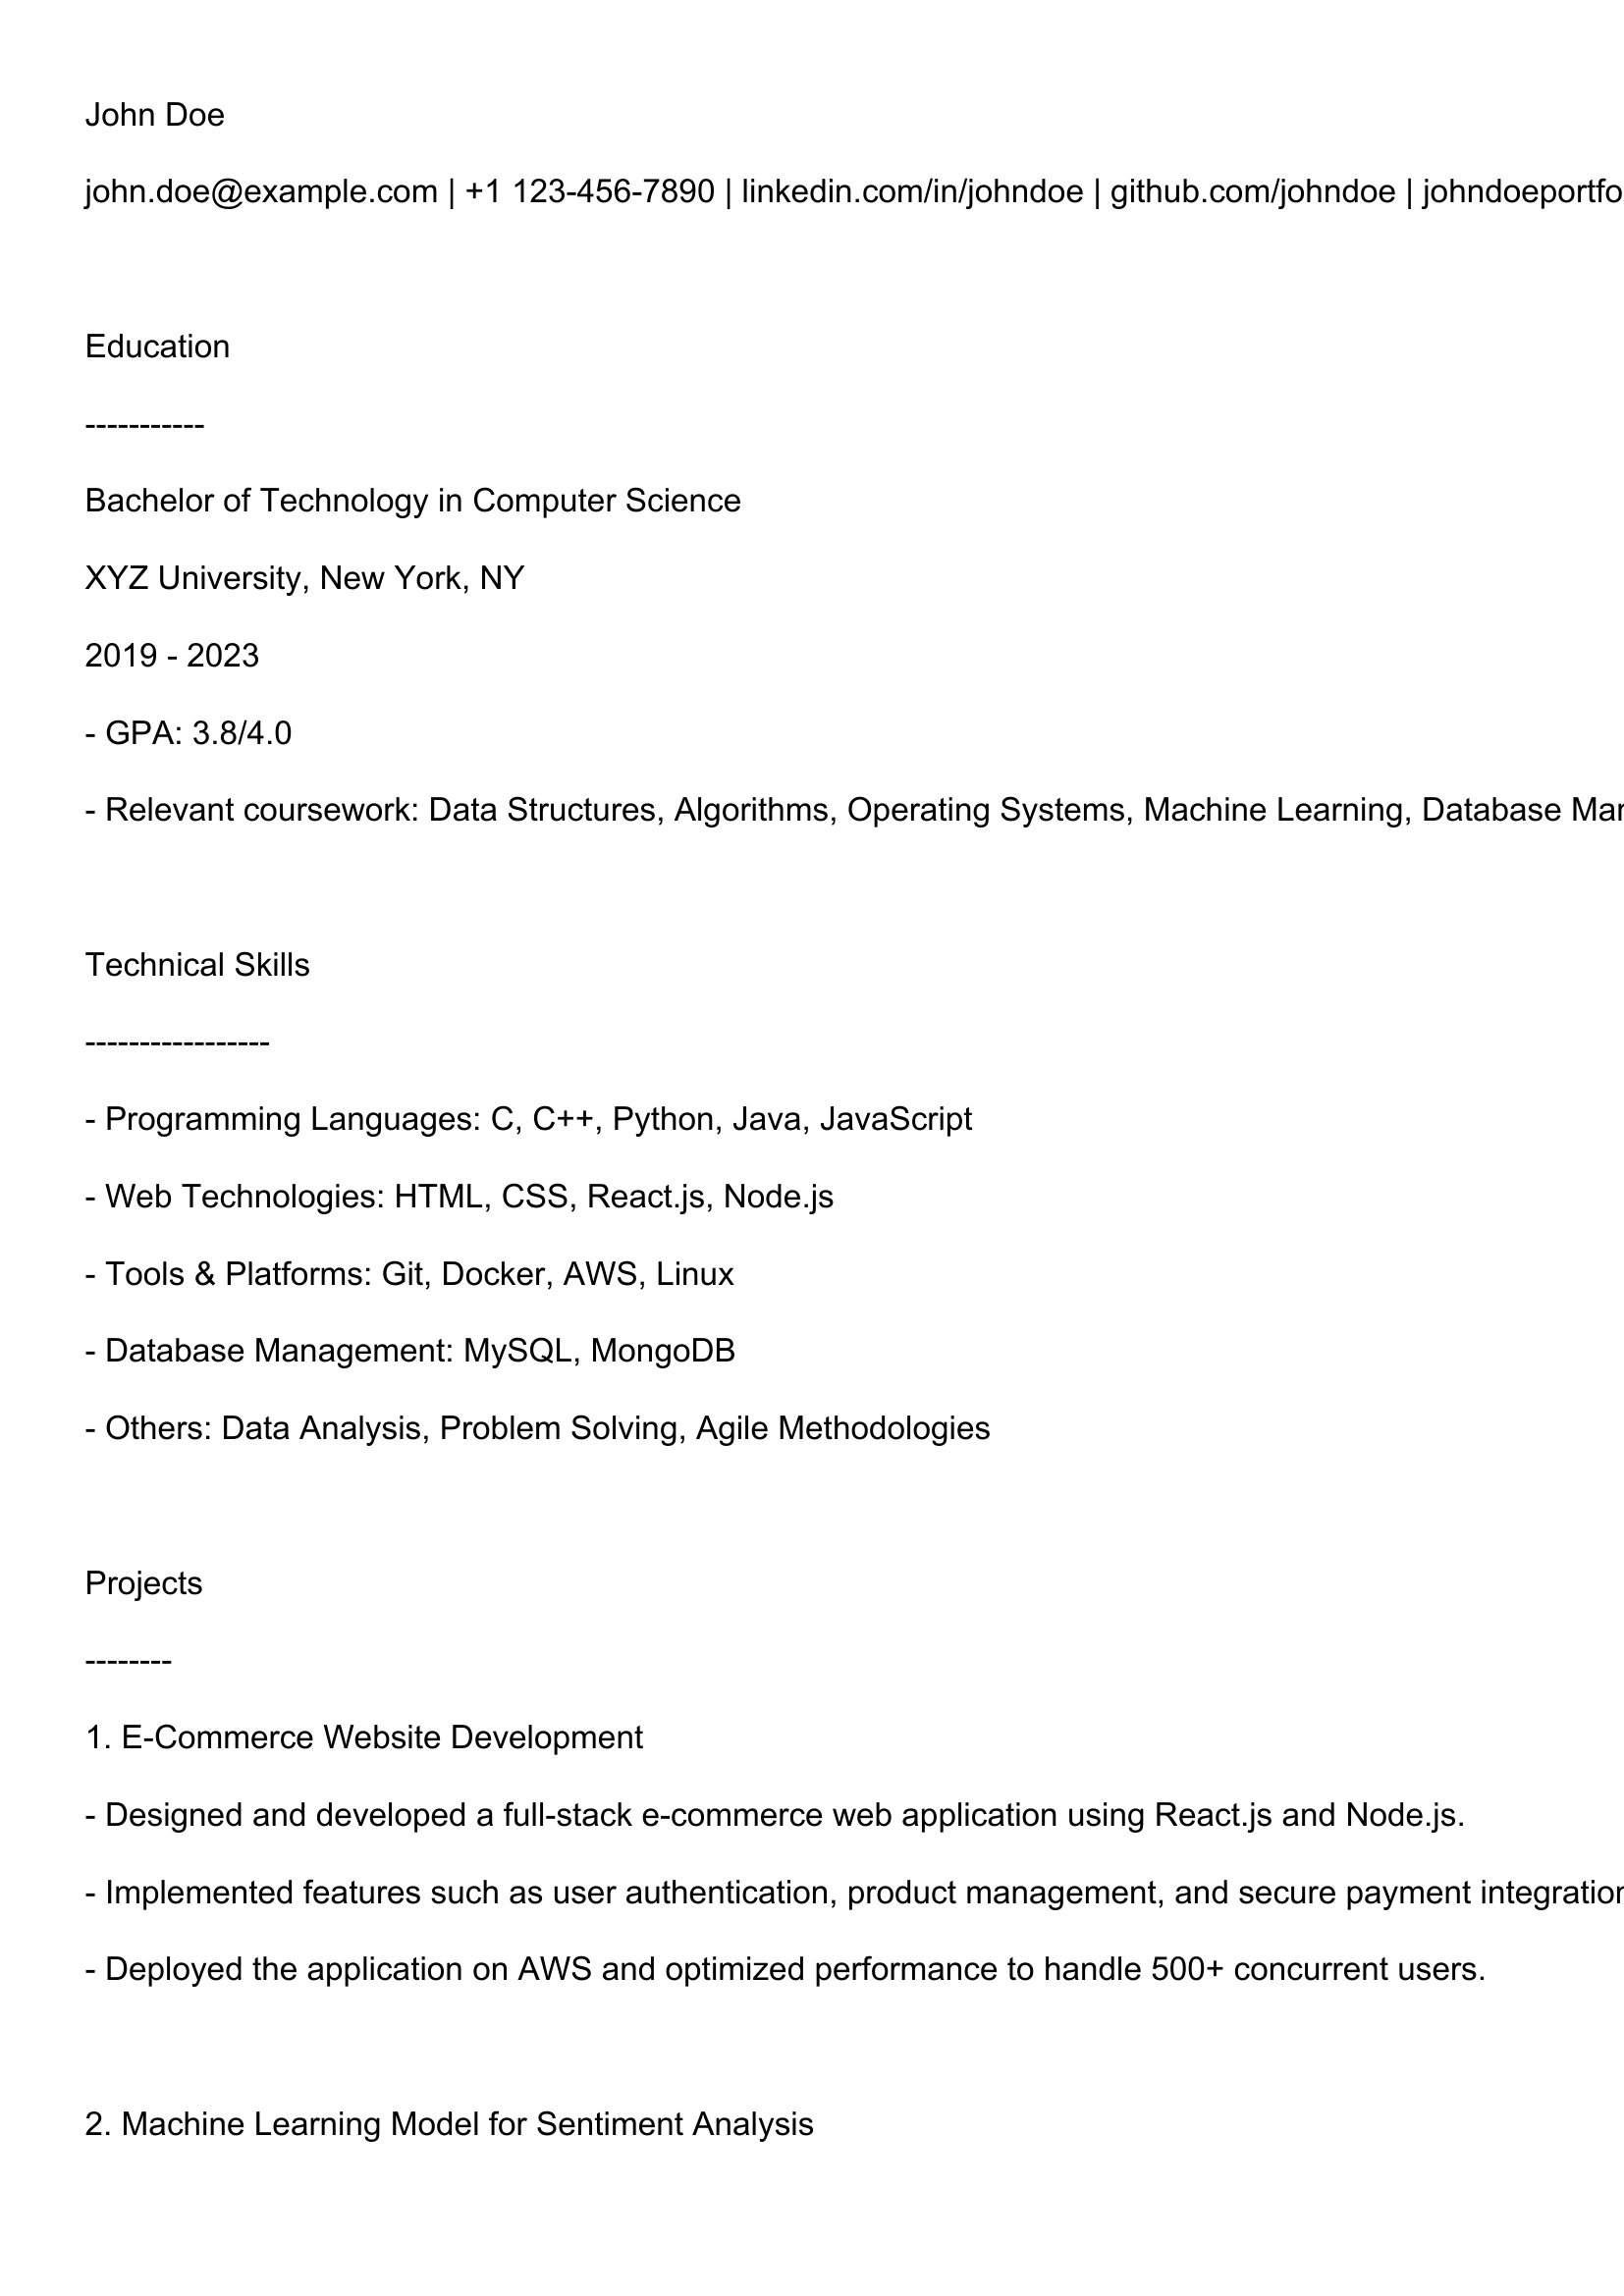 John Doe
john.doe@example.com | +1 123-456-7890 | linkedin.com/in/johndoe | github.com/johndoe | johndoeportfo
Education
-----------
Bachelor of Technology in Computer Science
XYZ University, New York, NY
2019 - 2023
- GPA: 3.8/4.0
- Relevant coursework: Data Structures, Algorithms, Operating Systems, Machine Learning, Database Mar
Technical Skills
-----------------
- Programming Languages: C, C++, Python, Java, JavaScript
- Web Technologies: HTML, CSS, React.js, Node.js
- Tools & Platforms: Git, Docker, AWS, Linux
- Database Management: MySQL, MongoDB
- Others: Data Analysis, Problem Solving, Agile Methodologies
Projects
--------
1. E-Commerce Website Development
- Designed and developed a full-stack e-commerce web application using React.js and Node.js.
- Implemented features such as user authentication, product management, and secure payment integration
- Deployed the application on AWS and optimized performance to handle 500+ concurrent users.
2. Machine Learning Model for Sentiment Analysis